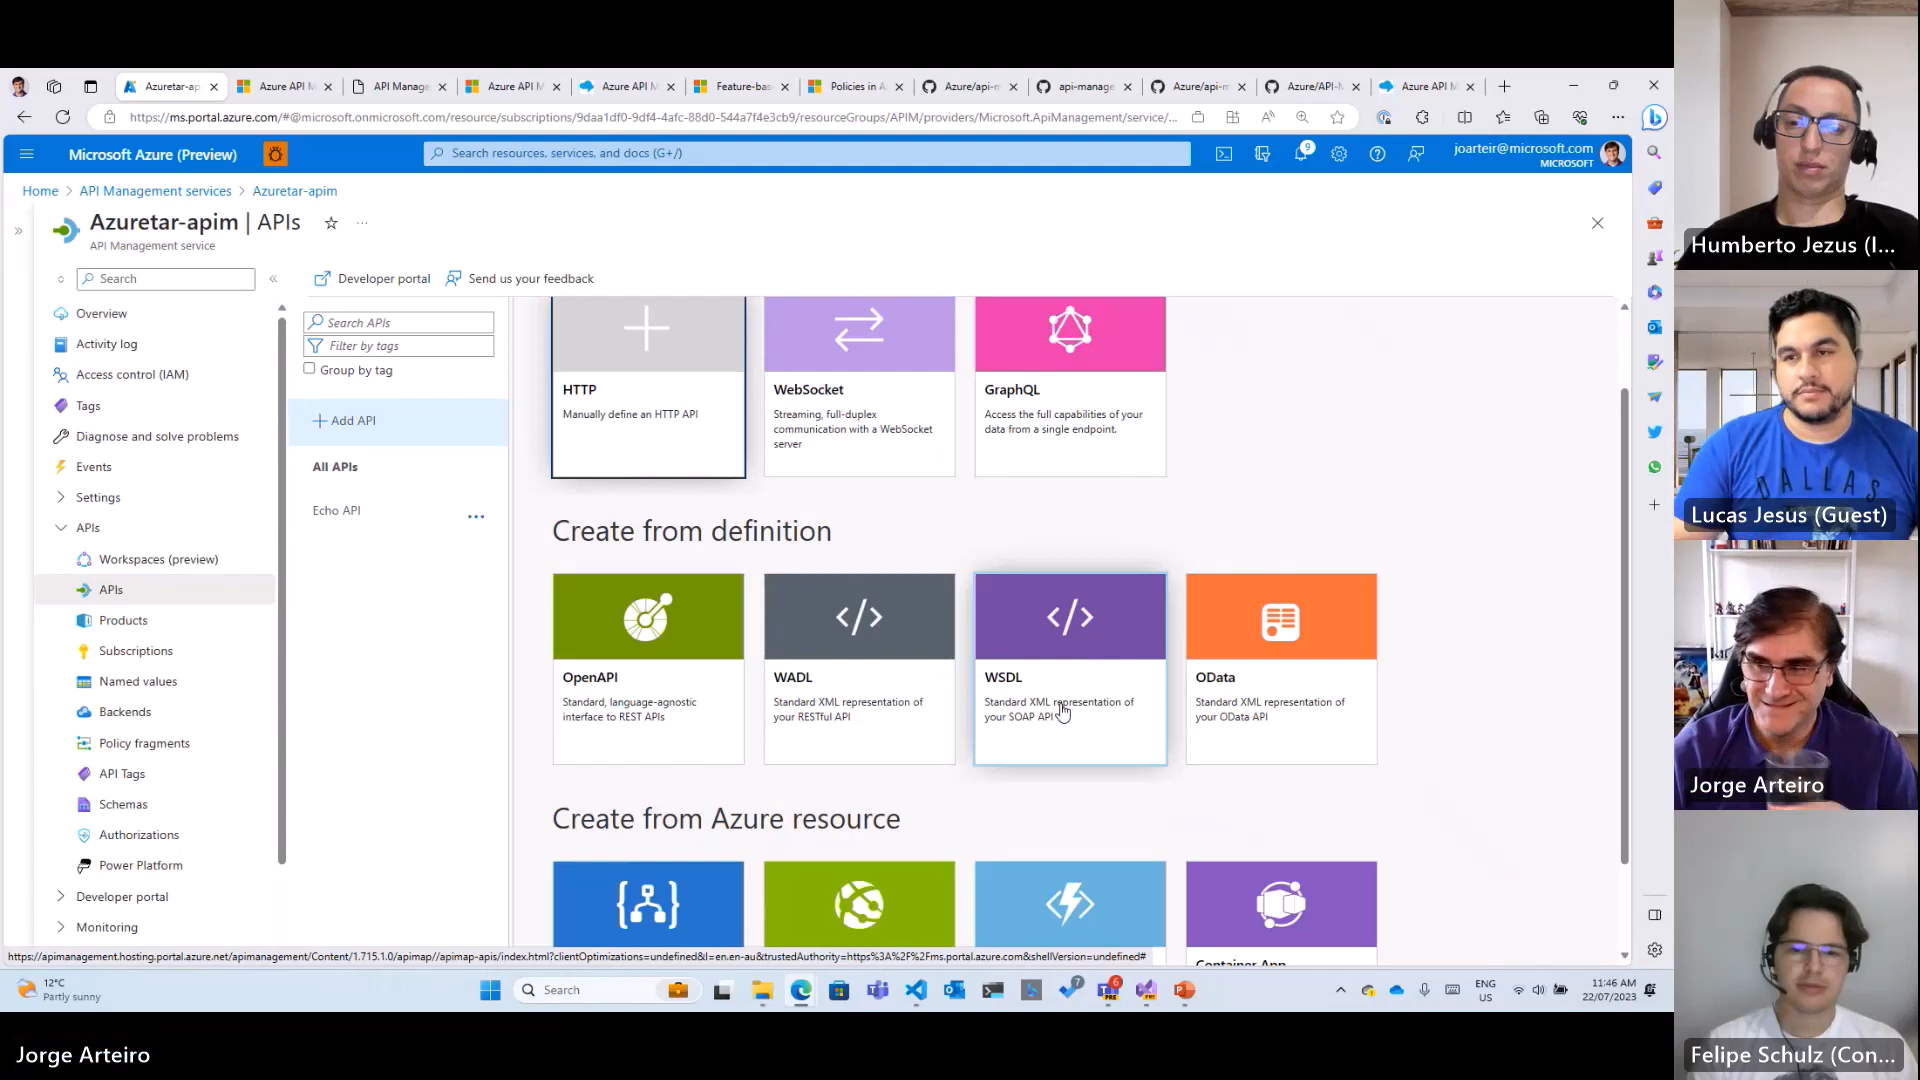 Azuretar-ap
Azure API M
API Manage
Azure API M
Azure API M
Feature-bas
Policies in A
Azure/api-m
api-manage
Azure/api-m
Azure/API-M
Azure API M
https://ms.portal.azure.com/#@microsoft.onmicrosoft.com/resource/subscriptions/9daa1df0-9df4-4afc-88d0-544a7f4e3cb9/resourceGroups/APIM/providers/Microsoft.ApiManagement/service/...
Microsoft Azure (Preview)
Search resources, services, and docs (G+/)
9
joarteir@microsoft.com
MICROSOFT
Home > API Management services > Azuretar-apim
Azuretar-apim | APIs
API Management service
Search
Developer portal
Send us your feedback
Overview
Activity log
Access control (IAM)
Tags
Diagnose and solve problems
Events
Settings
APIs
Workspaces (preview)
APIs
Products
Subscriptions
Named values
Backends
Policy fragments
API Tags
Schemas
Authorizations
Power Platform
Developer portal
Monitoring
Search APIs
Filter by tags
Group by tag
+ Add API
All APIs
Echo API
HTTP
Manually define an HTTP API
WebSocket
Streaming, full-duplex
communication with a WebSocket
server
GraphQL
Access the full capabilities of your
data from a single endpoint.
Create from definition
OpenAPI
Standard, language-agnostic
interface to REST APIs
WADL
Standard XML representation of
your RESTful API
WSDL
Standard XML representation of
your SOAP API
OData
Standard XML representation of
your OData API
Create from Azure resource
Container App
https://apimanagement.hosting.portal.azure.net/apimanagement/Content/1.715.1.0/apimap//apimap-apis/index.html?clientOptimizations=undefined&l=en.en-au&trustedAuthority=https%3A%2F%2Fms.portal.azure.com&shellVersion=undefined#
12°C
Partly sunny
Search
7
6
PRE
PRE
ENG
US
11:46 AM
22/07/2023
Jorge Arteiro
Humberto Jezus (I...
DALLAS
Lucas Jesus (Guest)
Jorge Arteiro
Felipe Schulz (Con...